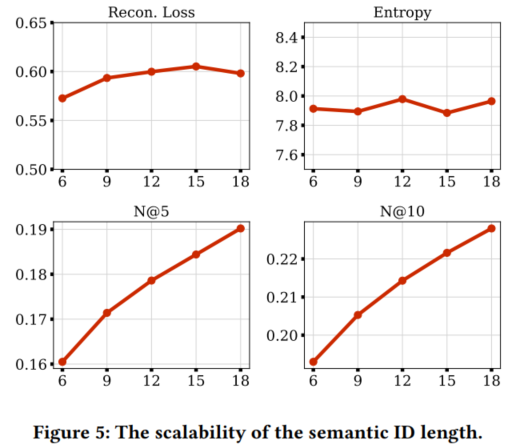 Recon. Loss
0.65
0.60
0.55
0.50
6 9 12 15 18
Entropy
8.4
8.2
8.0
7.8
7.6
6 9 12 15 18
N@5
0.19
0.18
0.17
0.16
6 9 12 15 18
N@10
0.22
0.21
0.20
6 9 12 15 18
Figure 5: The scalability of the semantic ID length.